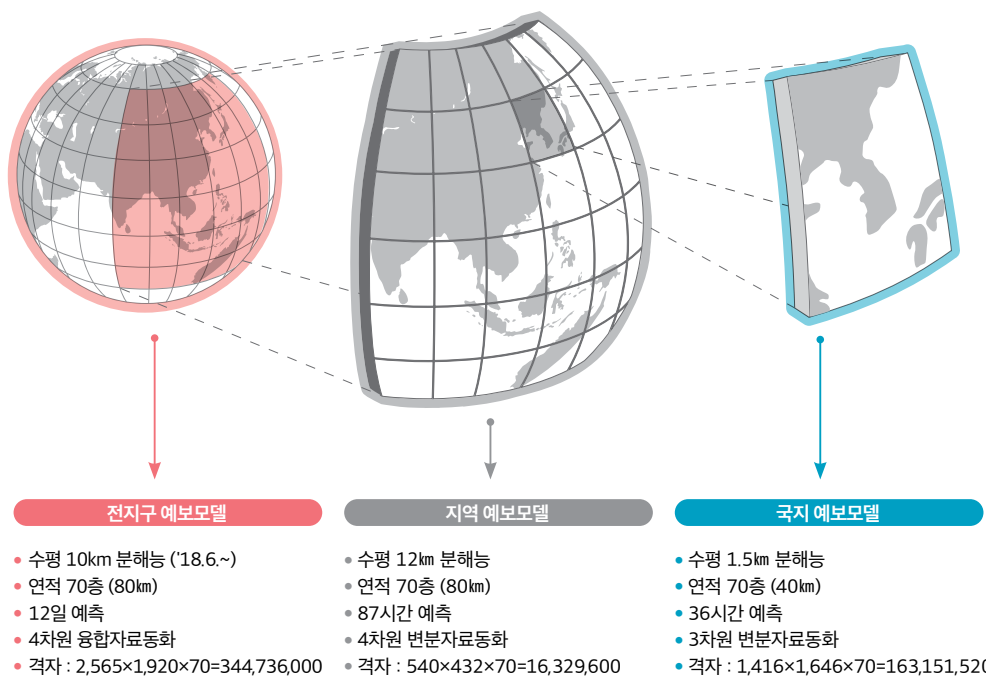 전지구 예보모델
• 수평 10km 분해능 ('18.6.~)
• 연적 70층 (80㎞)
• 12일 예측
• 4차원 융합자료동화
• 격자 : 2,565×1,920×70=344,736,000
지역 예보모델
• 수평 12㎞ 분해능
• 연적 70층 (80㎞)
• 87시간 예측
• 4차원 변분자료동화
• 격자 : 540×432×70=16,329,600
국지 예보모델
• 수평 1.5㎞ 분해능
• 연적 70층 (40㎞)
• 36시간 예측
• 3차원 변분자료동화
• 격자 : 1,416×1,646×70=163,151,520